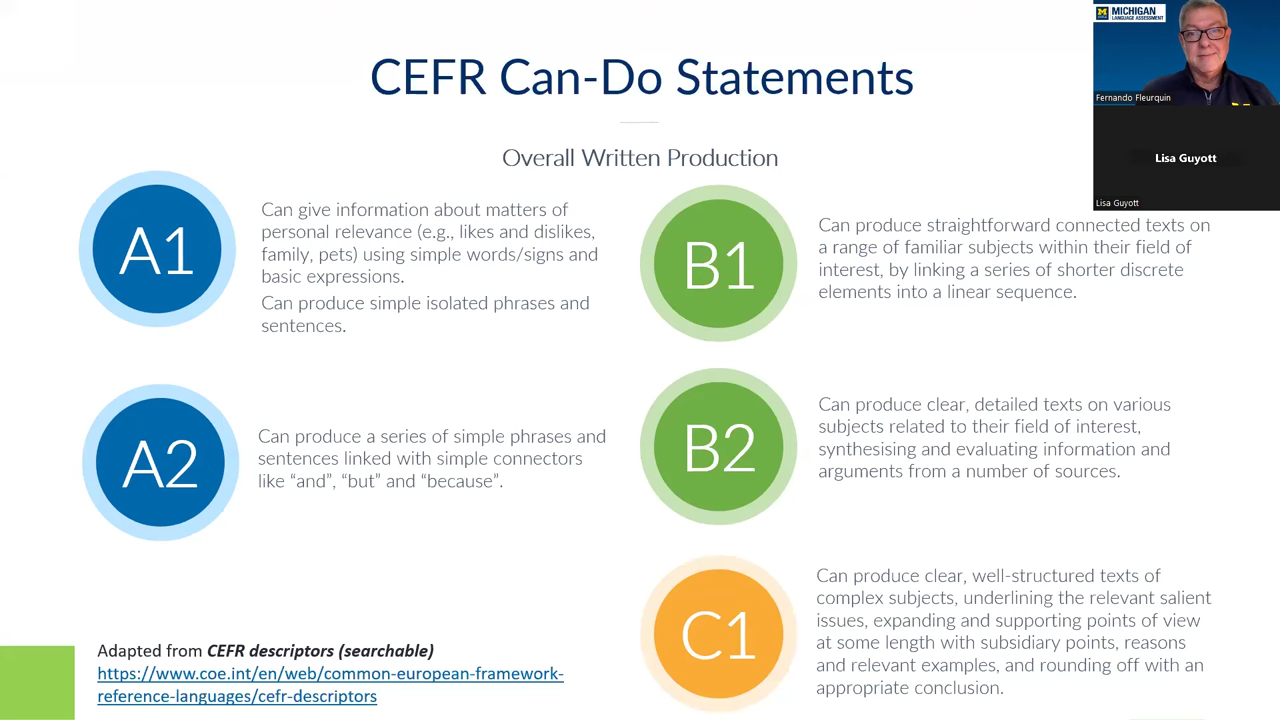 CEFR Can-Do Statements
Overall Written Production
A1
Can give information about matters of
personal relevance (e.g., likes and dislikes,
family, pets) using simple words/signs and
basic expressions.
Can produce simple isolated phrases and
sentences.
A2
Can produce a series of simple phrases and
sentences linked with simple connectors
like “and”, “but” and “because”.
B1
Can produce straightforward connected texts on
a range of familiar subjects within their field of
interest, by linking a series of shorter discrete
elements into a linear sequence.
B2
Can produce clear, detailed texts on various
subjects related to their field of interest,
synthesising and evaluating information and
arguments from a number of sources.
C1
Can produce clear, well-structured texts of
complex subjects, underlining the relevant salient
issues, expanding and supporting points of view
at some length with subsidiary points, reasons
and relevant examples, and rounding off with an
appropriate conclusion.
Adapted from CEFR descriptors (searchable)
https://www.coe.int/en/web/common-european-framework-
reference-languages/cefr-descriptors
M MICHIGAN
LANGUAGE ASSESSMENT
Fernando Fleurquin
Lisa Guyott
Lisa Guyott